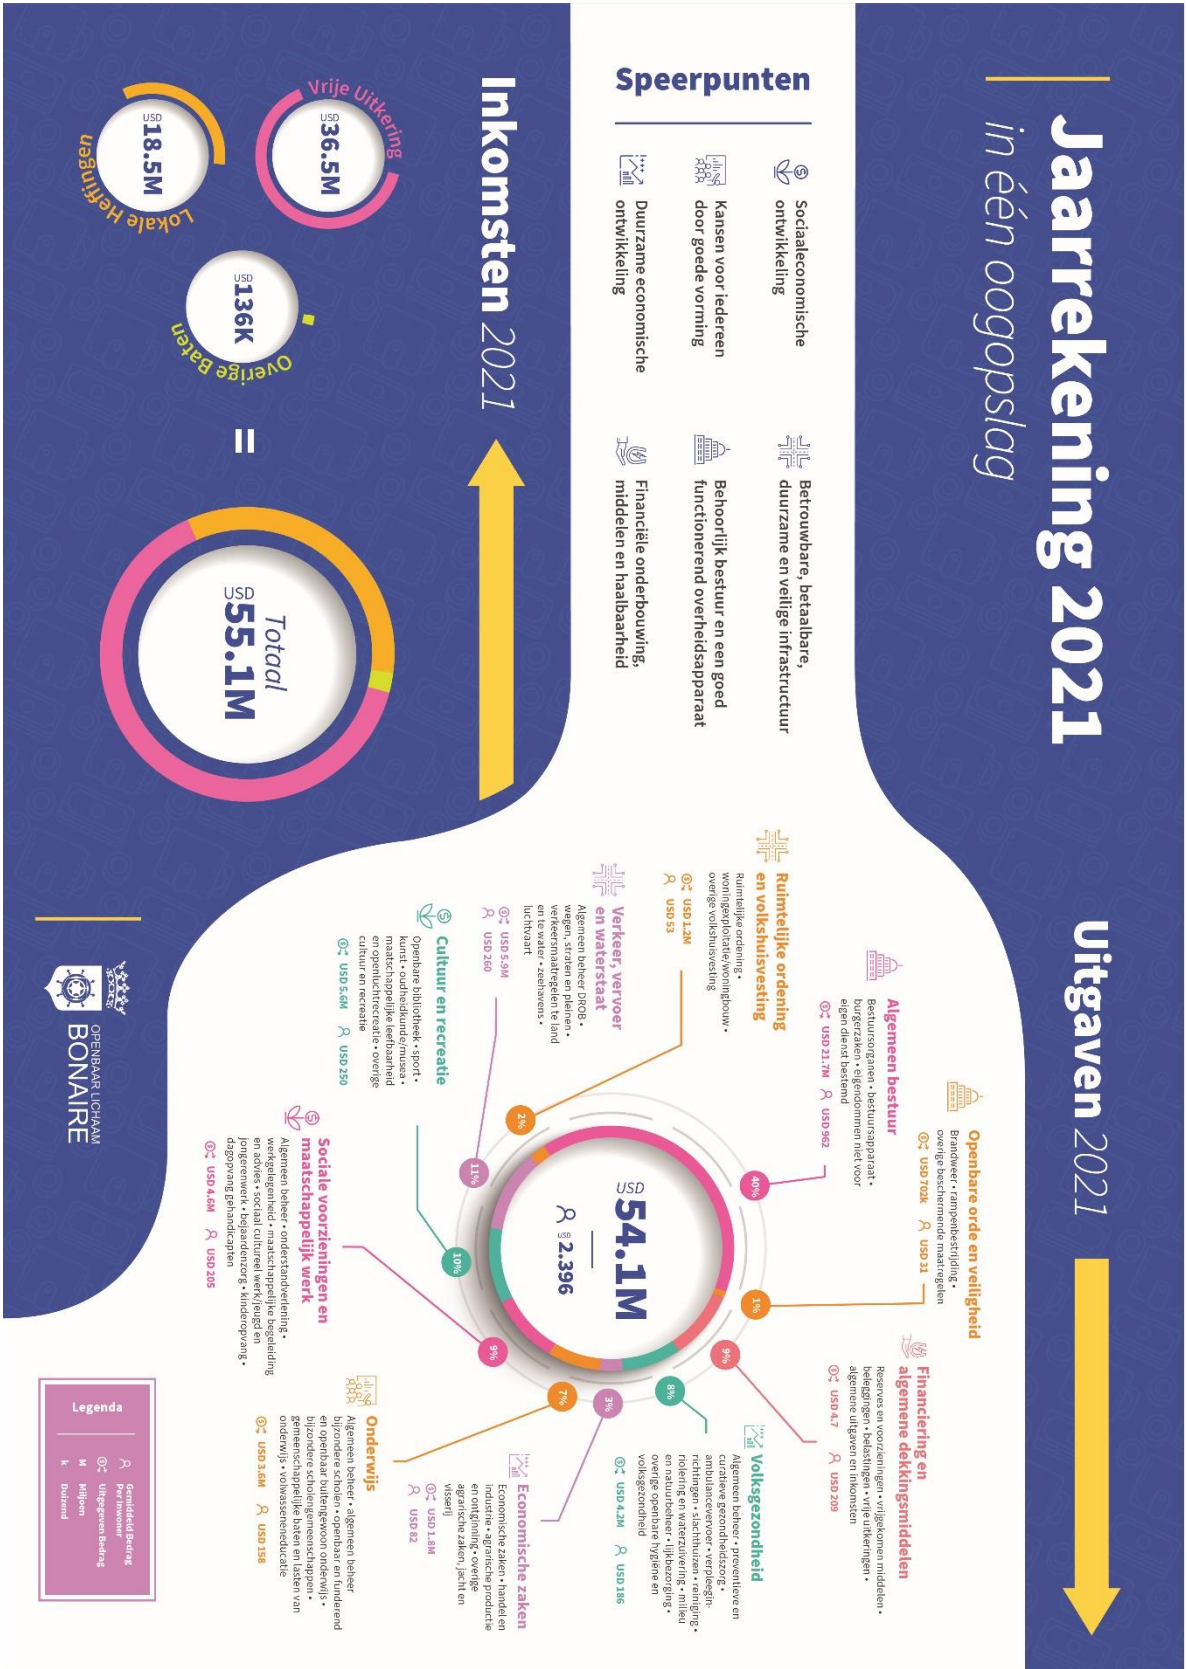 Jaarrekening 2021
in één oogopslag
Speerpunten
Sociaaleconomische
ontwikkeling
Kansen voor iedereen
door goede vorming
Duurzame economische
ontwikkeling
Betrouwbare, betaalbare,
duurzame en veilige infrastructuur
Behoorlijk bestuur en een goed
functionerend overheidsapparaat
Financiële onderbouwing,
middelen en haalbaarheid
Inkomsten 2021
Vrije Uitkering
USD 36.5M
Lokale Heffingen
USD 18.5M
Overige Baten
USD 136K
=
Totaal
USD 55.1M
Uitgaven 2021
Openbare orde en veiligheid
Brandweer • rampenbestrijding •
overige beschermende maatregelen
USD 702k USD 31
Algemeen bestuur
Bestuursorganen • bestuursapparaat •
burgerzaken • eigendommen niet voor
eigen dienst bestemd
USD 21.7M USD 962
Financiering en
algemene dekkingsmiddelen
Reserves en voorzieningen • vrijgekomen middelen •
beleggingen • belastingen • vrije uitkeringen •
algemene uitgaven en inkomsten
USD 4.7 USD 209
Ruimtelijke ordening
en volkshuisvesting
Ruimtelijke ordening •
woningexploitatie/woningbouw •
overige volkshuisvesting
USD 1.2M
USD 53
Volksgezondheid
Algemeen beheer • preventieve en
curatieve gezondheidszorg •
ambulancevervoer • verpleegin-
richtingen • slachthuizen • reiniging •
riolering en waterzuivering • milieu
en natuurbeheer • lijkbezorging •
overige openbare hygiëne en
volksgezondheid
USD 4.2M USD 186
Verkeer, vervoer
en waterstaat
Algemeen beheer DROB •
wegen, straten en pleinen •
verkeersmaatregelen te land
en te water • zeehavens •
luchtvaart
USD 5.9M
USD 260
Economische zaken
Economische zaken • handel en
industrie • agrarische productie
en ontginning • overige
agrarische zaken, jacht en
visserij
USD 1.8M
USD 82
Cultuur en recreatie
Openbare bibliotheek • sport •
kunst • oudheidkunde/musea •
maatschappelijke leefbaarheid
en openluchtrecreatie • overige
cultuur en recreatie
USD 5.6M USD 250
Onderwijs
Algemeen beheer • algemeen beheer
bijzondere scholen • openbaar en funderend
en openbaar buitengewoon onderwijs •
bijzondere scholengemeenschappen •
gemeenschappelijke baten en lasten van
onderwijs • volwasseneneducatie
USD 3.6M USD 158
Sociale voorzieningen en
maatschappelijk werk
Algemeen beheer • onderstandverlening •
werkgelegenheid • maatschappelijke begeleiding
en advies • sociaal cultureel werk/jeugd en
jongerenwerk • bejaardenzorg • kinderopvang •
dagopvang gehandicapten
USD 4.6M USD 205
40%
1%
9%
8%
3%
7%
9%
10%
11%
2%
USD 54.1M
USD 2.396
OPENBAAR LICHAAM
BONAIRE
Legenda
Gemiddeld Bedrag
Per Inwoner
Uitgegeven Bedrag
M Miljoen
k Duizend